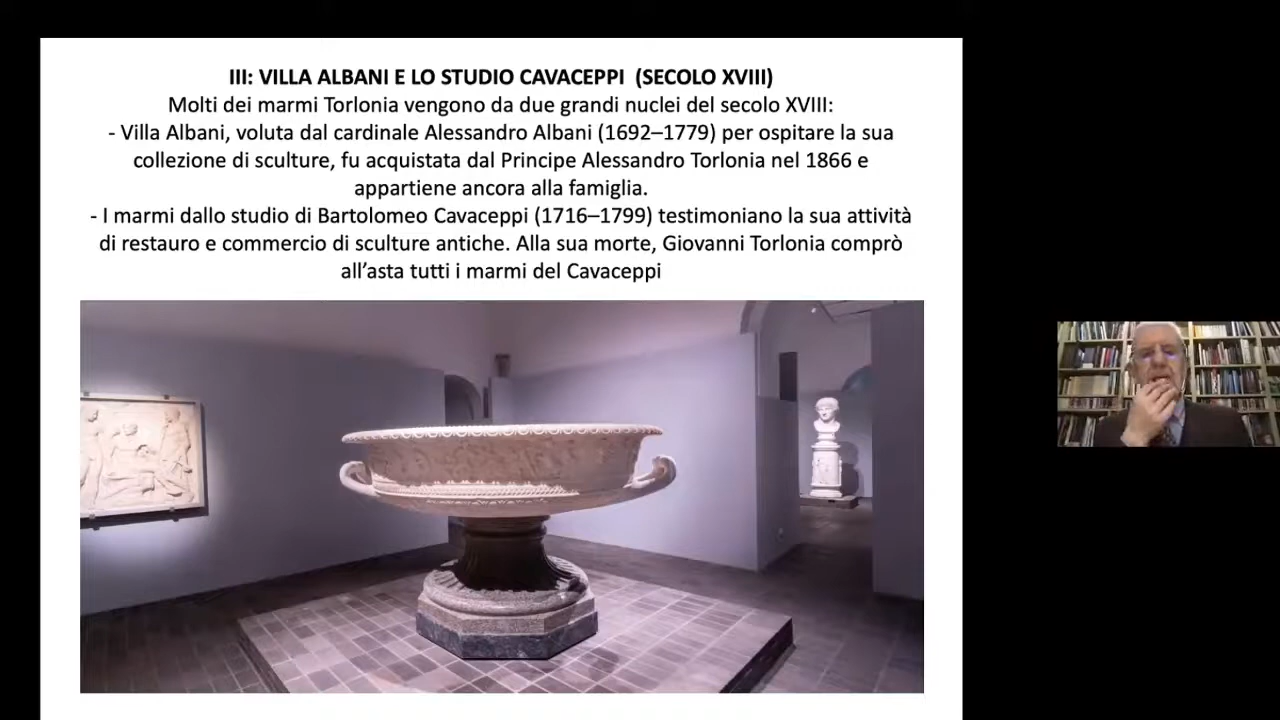 III: VILLA ALBANI E LO STUDIO CAVACEPPI (SECOLO XVIII)
Molti dei marmi Torlonia vengono da due grandi nuclei del secolo XVIII:
- Villa Albani, voluta dal cardinale Alessandro Albani (1692–1779) per ospitare la sua
collezione di sculture, fu acquistata dal Principe Alessandro Torlonia nel 1866 e
appartiene ancora alla famiglia.
- I marmi dallo studio di Bartolomeo Cavaceppi (1716–1799) testimoniano la sua attività
di restauro e commercio di sculture antiche. Alla sua morte, Giovanni Torlonia comprò
all’asta tutti i marmi del Cavaceppi